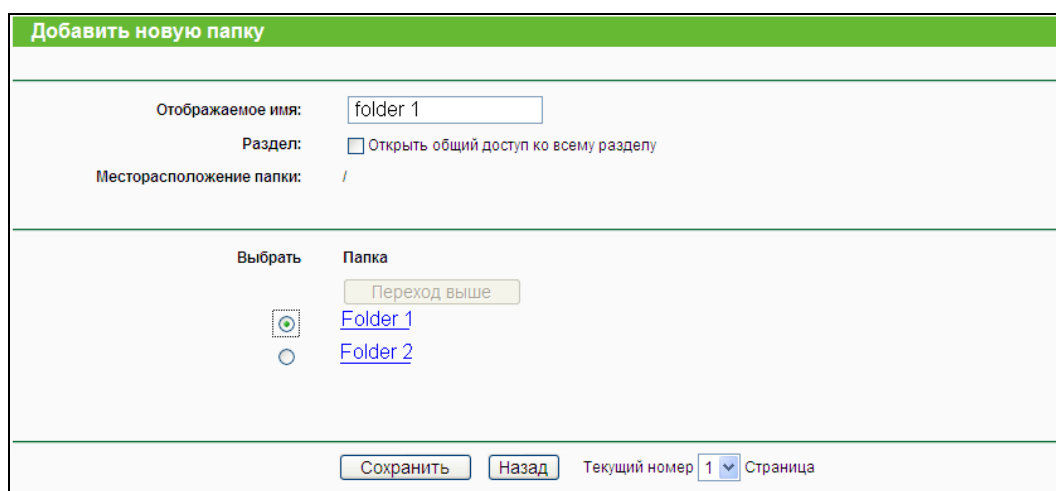 Добавить новую папку
Отображаемое имя: folder 1
Раздел: Открыть общий доступ ко всему разделу
Месторасположение папки: /
Выбрать Папка
Переход выше
Folder 1
Folder 2
Сохранить Назад Текущий номер 1 Страница